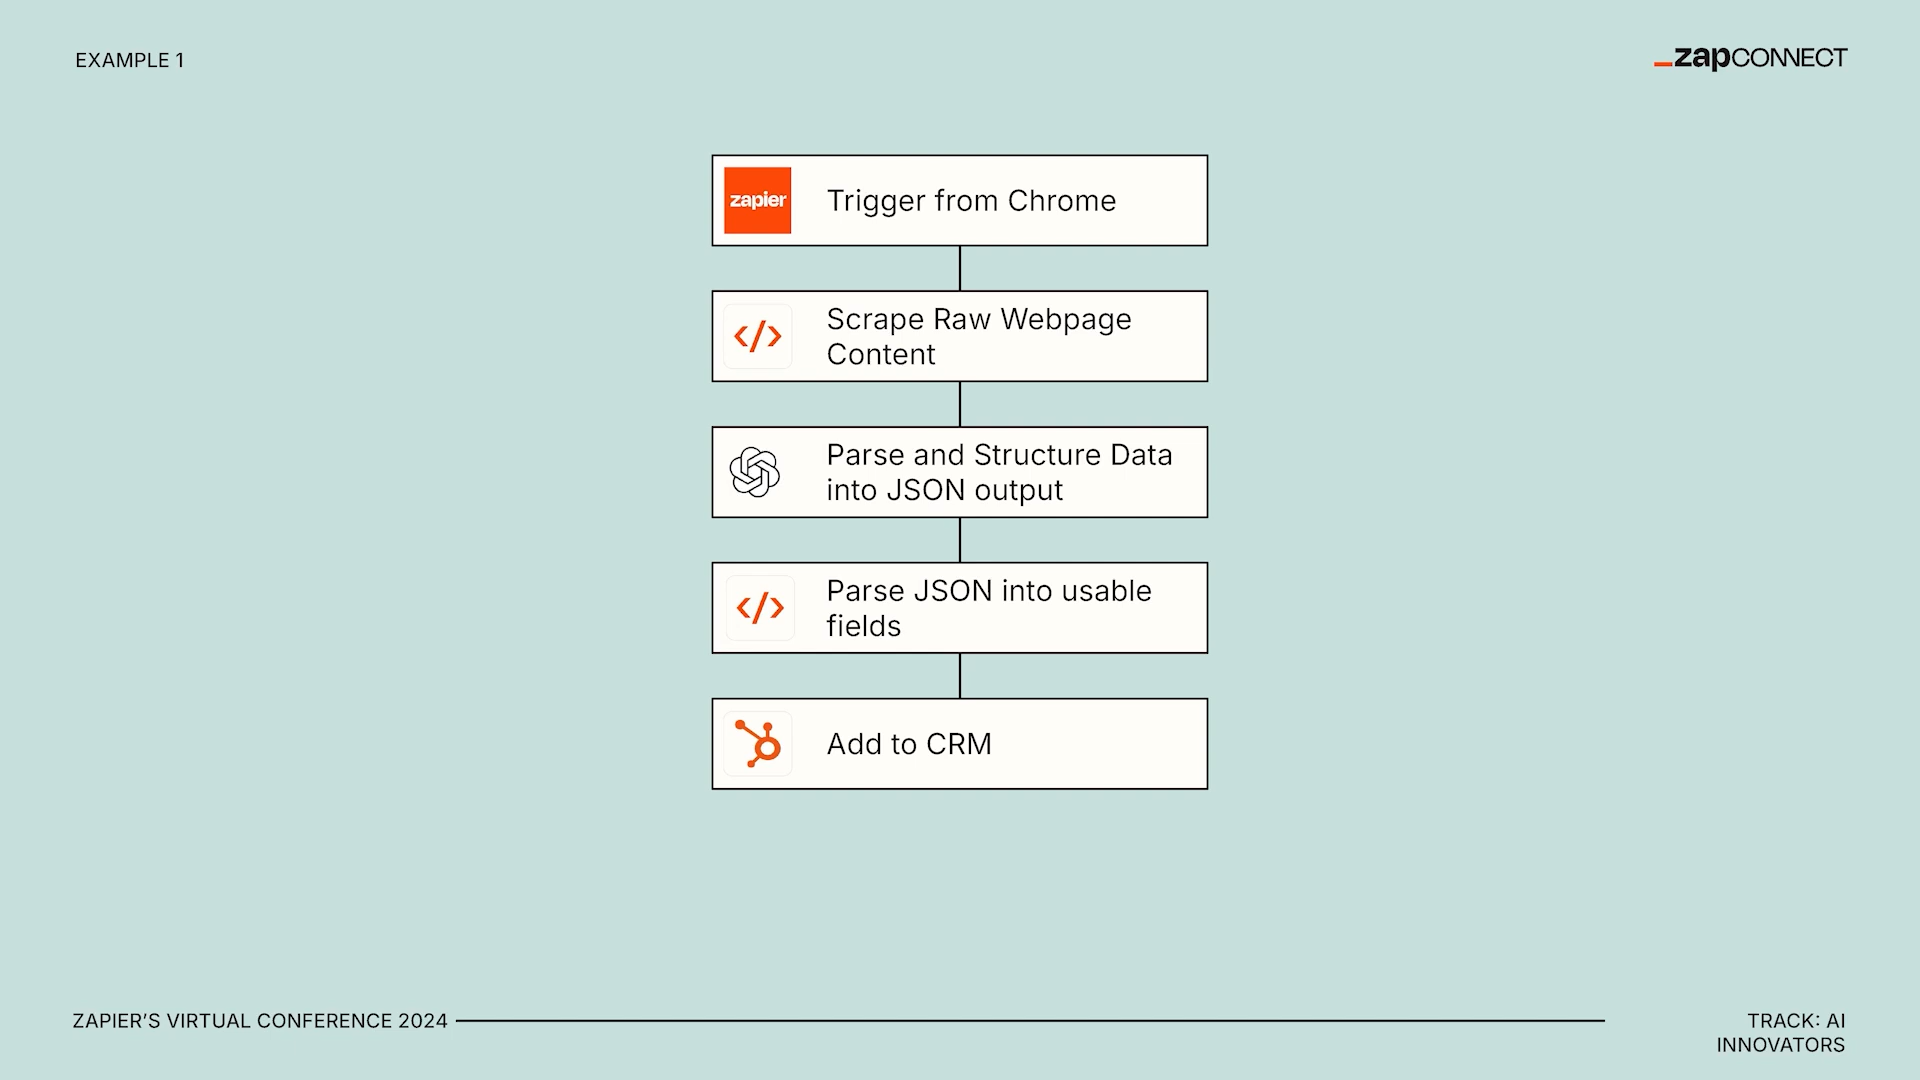 EXAMPLE 1
zapCONNECT
zapier
Trigger from Chrome
Scrape Raw Webpage
Content
Parse and Structure Data
into JSON output
Parse JSON into usable
fields
Add to CRM
ZAPIER’S VIRTUAL CONFERENCE 2024
TRACK: AI
INNOVATORS